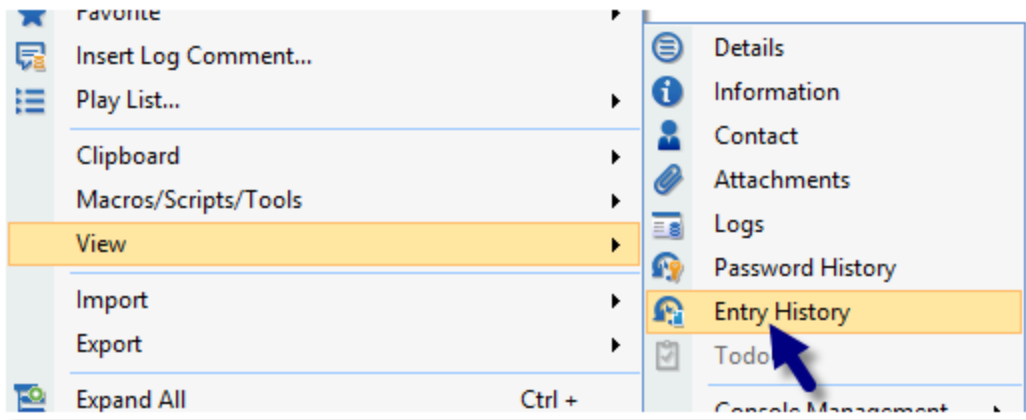 Favorite
Insert Log Comment...
Play List...
Clipboard
Macros/Scripts/Tools
View
Import
Export
Expand All Ctrl +
Details
Information
Contact
Attachments
Logs
Password History
Entry History
Todo
Console Management